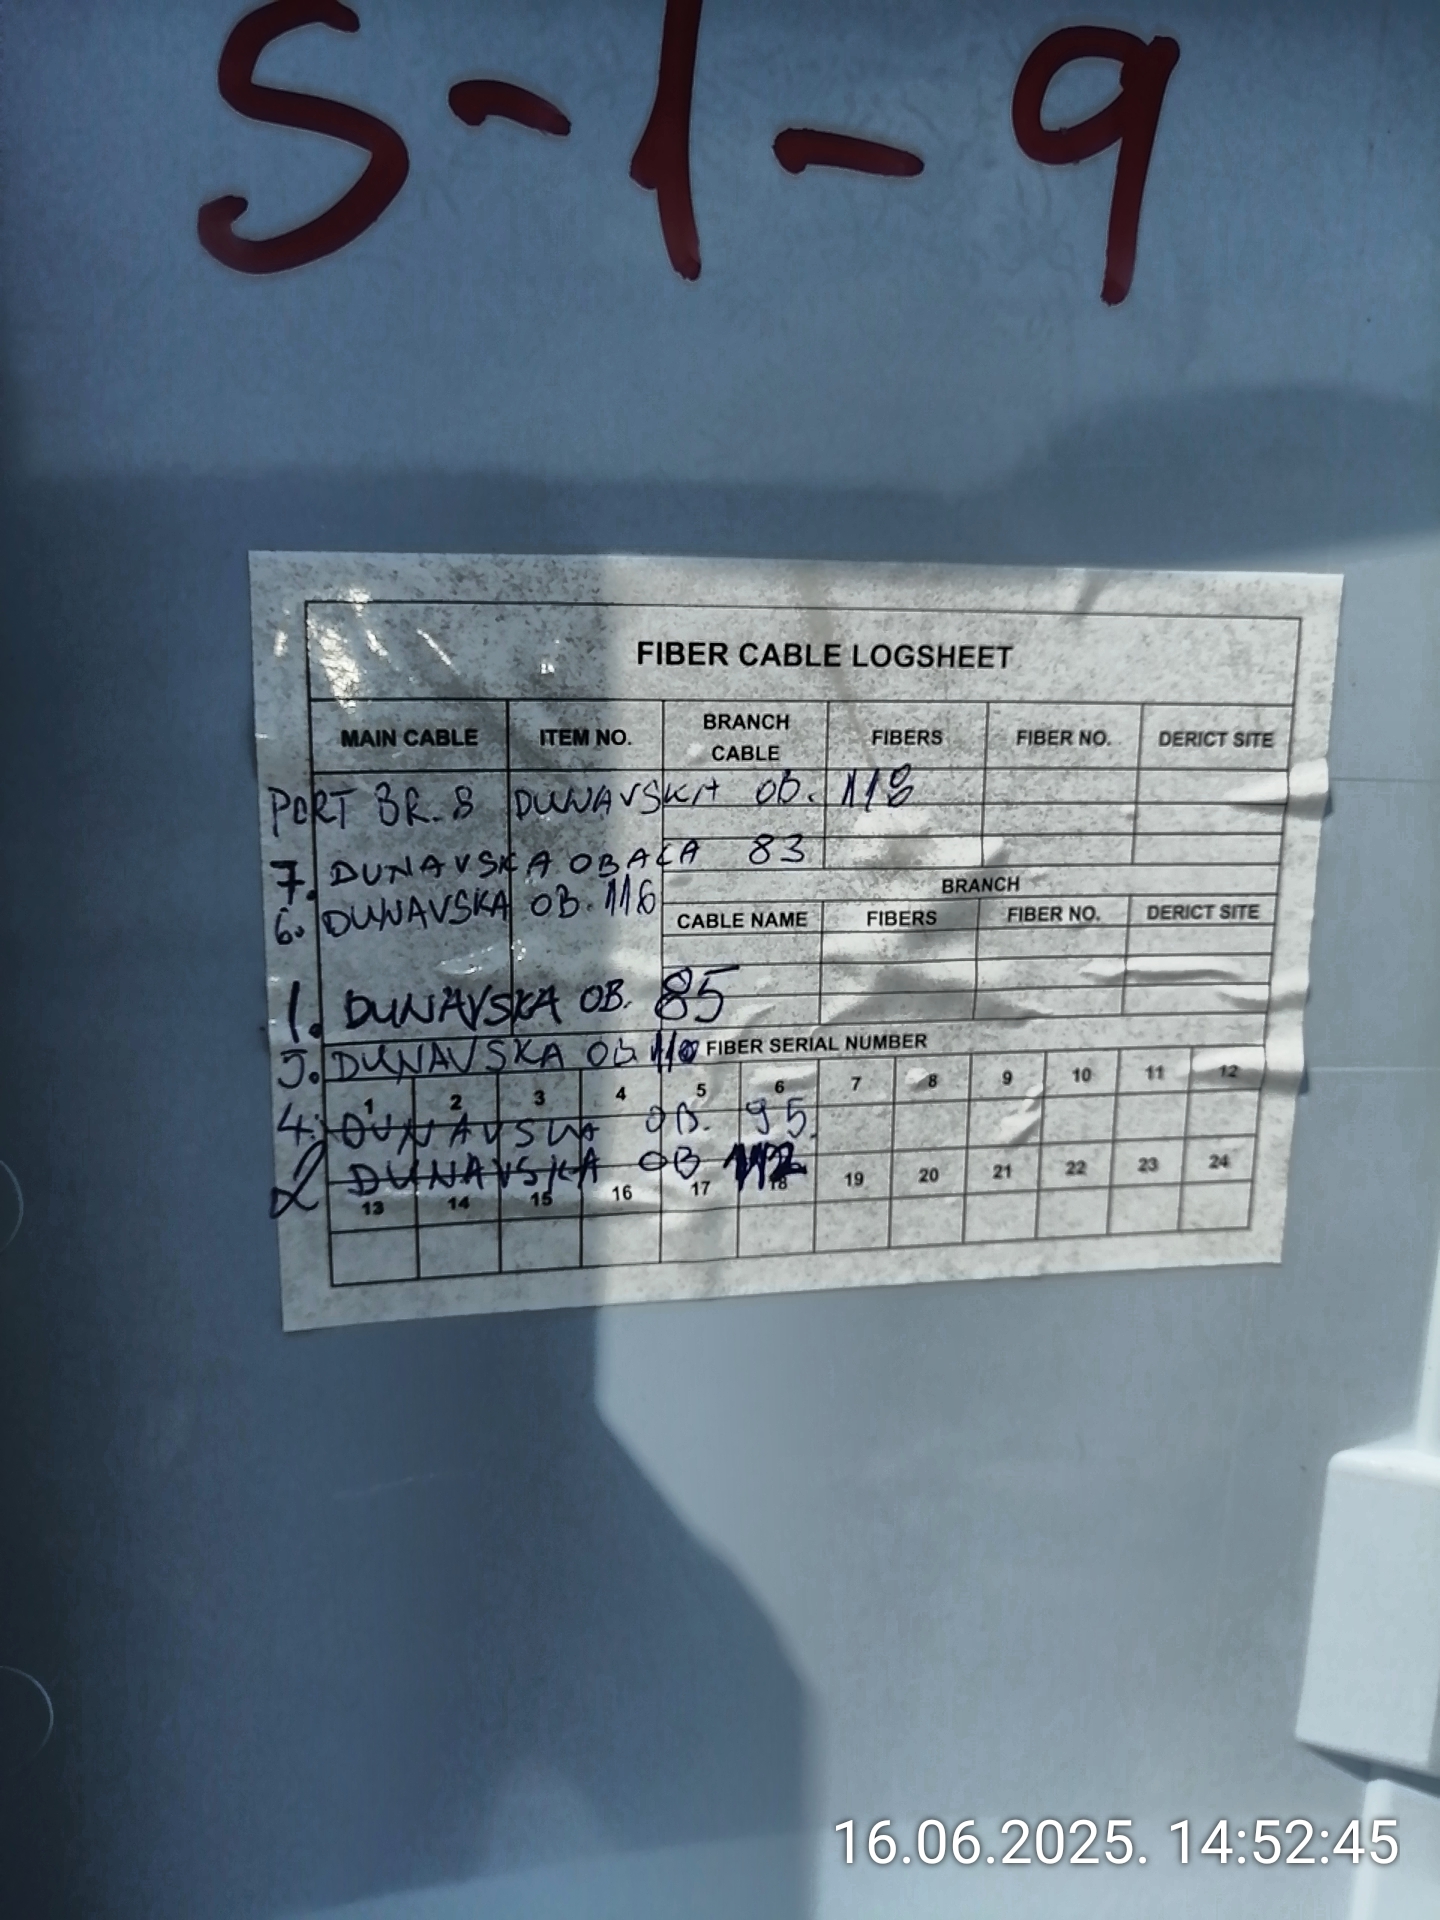 S-1-9
FIBER CABLE LOGSHEET
MAIN CABLE ITEM NO. BRANCH CABLE FIBERS FIBER NO. DERICT SITE
PORT BR. 8 DUNAVSKA OB. 118
7. DUNAVSKA OBALA 83
BRANCH
6. DUNAVSKA OB. 116
CABLE NAME FIBERS FIBER NO. DERICT SITE
1. DUNAVSKA OB. 85
FIBER SERIAL NUMBER
DUNAVSKA OB
1 2 3 4 5 6 7 8 9 10 11 12
4. DUNAVSKA OB. 95
2 DUNAVSKA OB 112
13 14 15 16 17 18 19 20 21 22 23 24
16.06.2025. 14:52:45